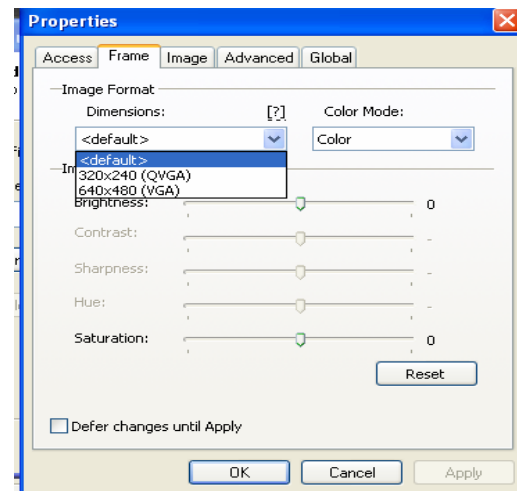 Properties
Access Frame Image Advanced Global
Image Format
Dimensions: [?] Color Mode:
<default> Color
<default>
320x240 (QVGA)
640x480 (VGA)
Brightness: 0
Contrast: -
Sharpness: -
Hue: -
Saturation: 0
Reset
Defer changes until Apply
OK Cancel Apply